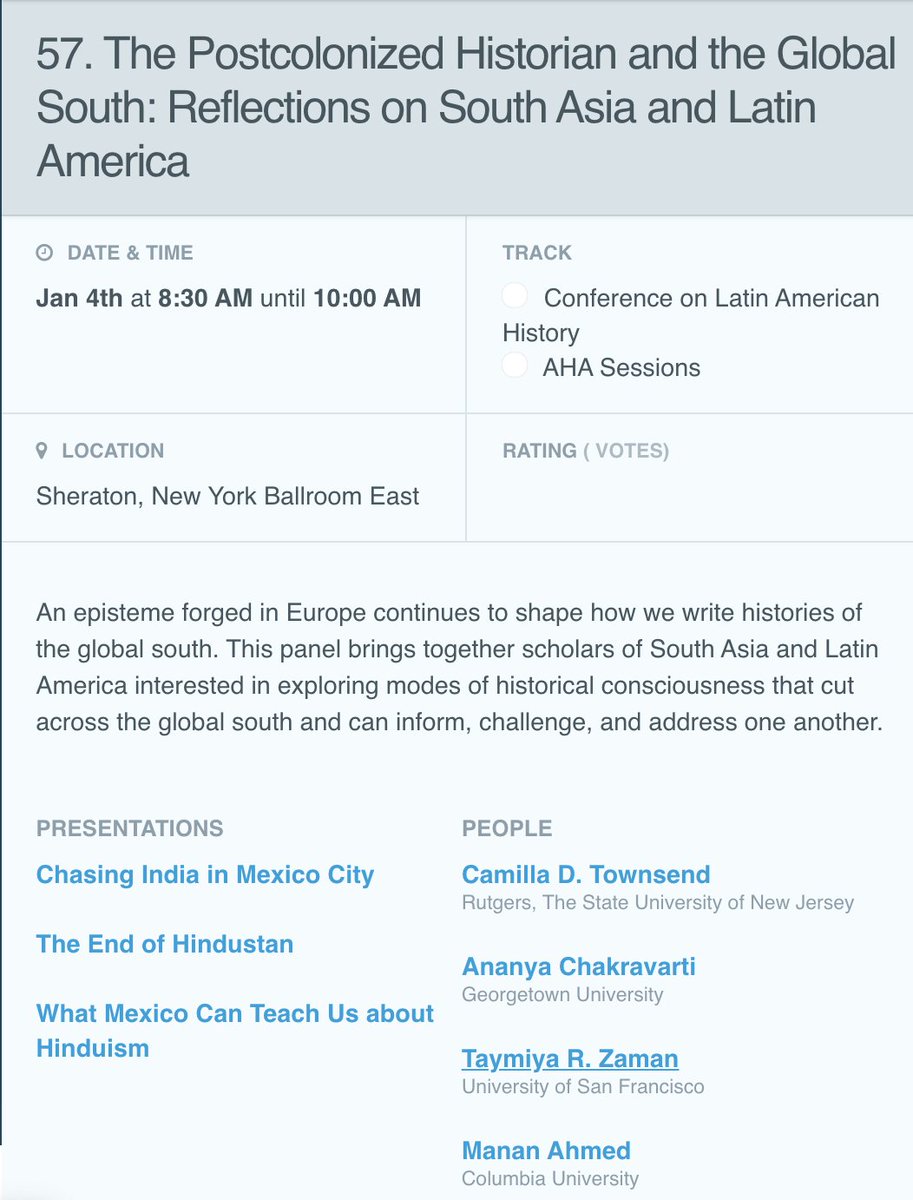 57. The Postcolonized Historian and the Global
South: Reflections on South Asia and Latin
America
DATE & TIME
Jan 4th at 8:30 AM until 10:00 AM
TRACK
Conference on Latin American
History
AHA Sessions
LOCATION
Sheraton, New York Ballroom East
RATING ( VOTES)
An episteme forged in Europe continues to shape how we write histories of
the global south. This panel brings together scholars of South Asia and Latin
America interested in exploring modes of historical consciousness that cut
across the global south and can inform, challenge, and address one another.
PRESENTATIONS
Chasing India in Mexico City
The End of Hindustan
What Mexico Can Teach Us about
Hinduism
PEOPLE
Camilla D. Townsend
Rutgers, The State University of New Jersey
Ananya Chakravarti
Georgetown University
Taymiya R. Zaman
University of San Francisco
Manan Ahmed
Columbia University